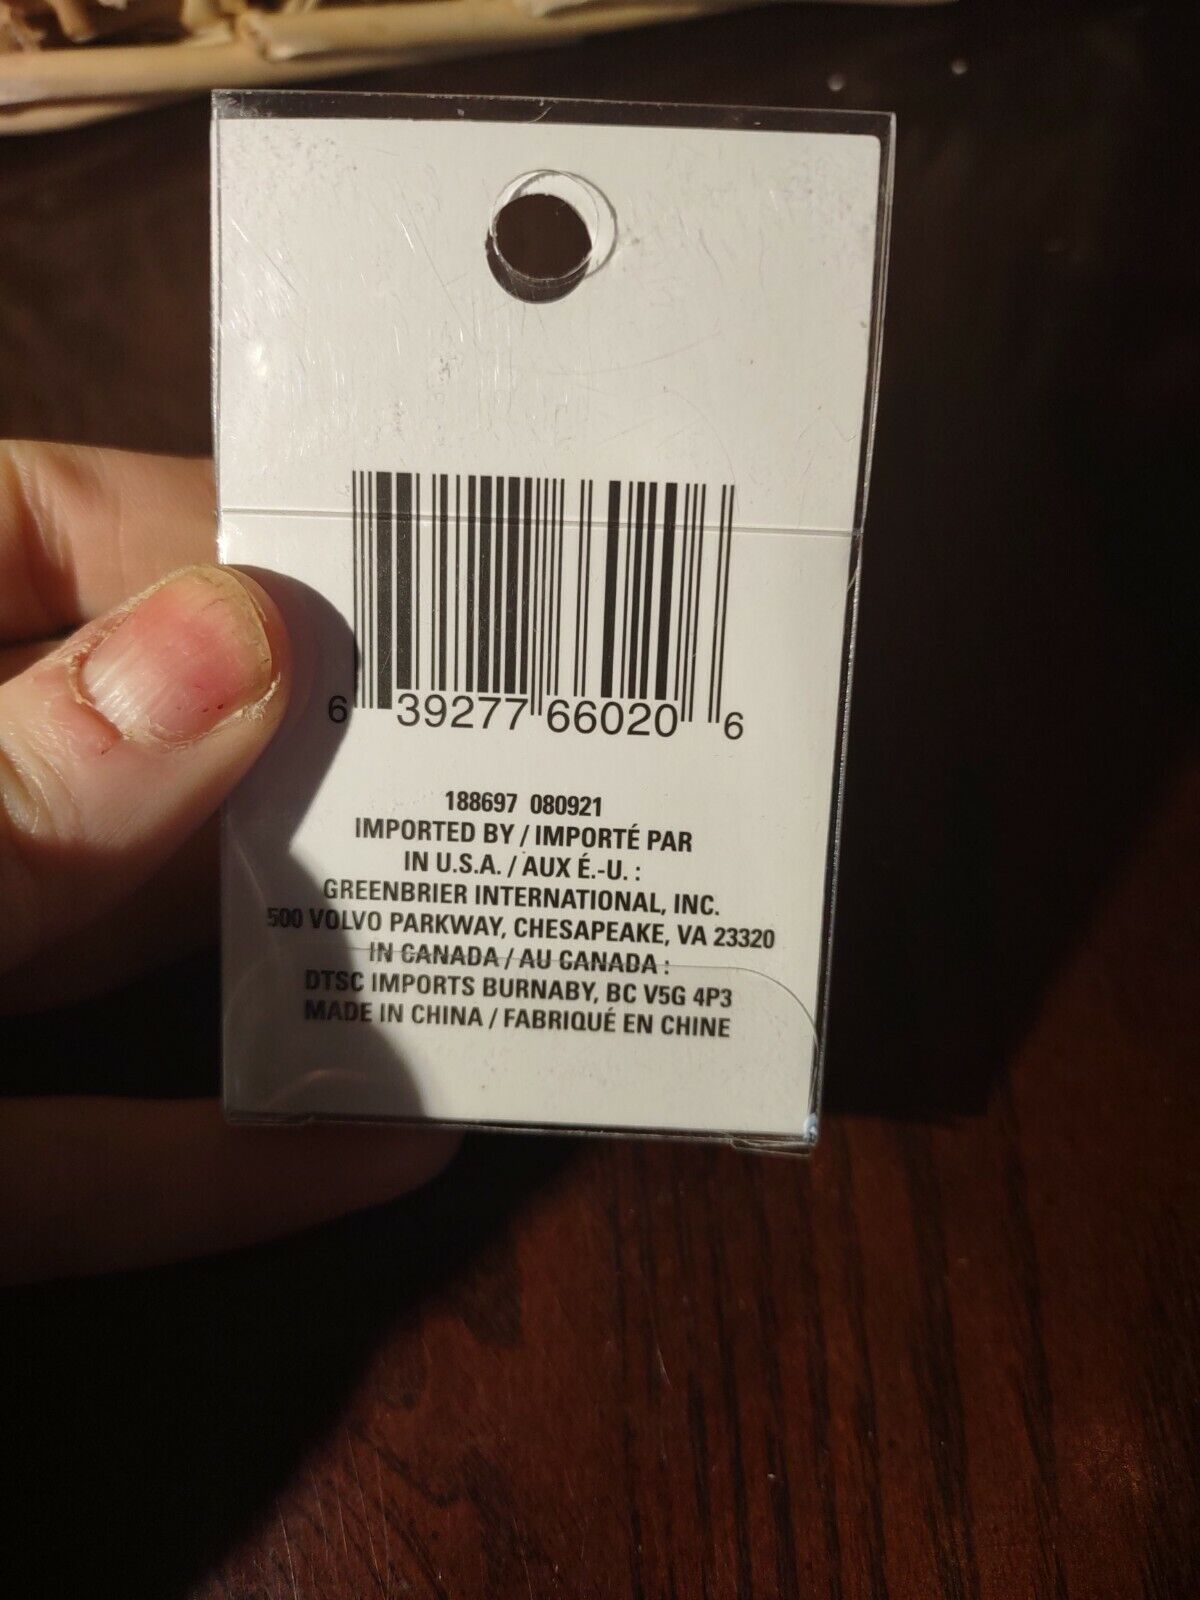 6 39277 66020 6
188697 080921
IMPORTED BY / IMPORTÉ PAR
IN U.S.A. / AUX É.-U. :
GREENBRIER INTERNATIONAL, INC.
500 VOLVO PARKWAY, CHESAPEAKE, VA 23320
IN CANADA / AU CANADA :
DTSC IMPORTS BURNABY, BC V5G 4P3
MADE IN CHINA / FABRIQUÉ EN CHINE